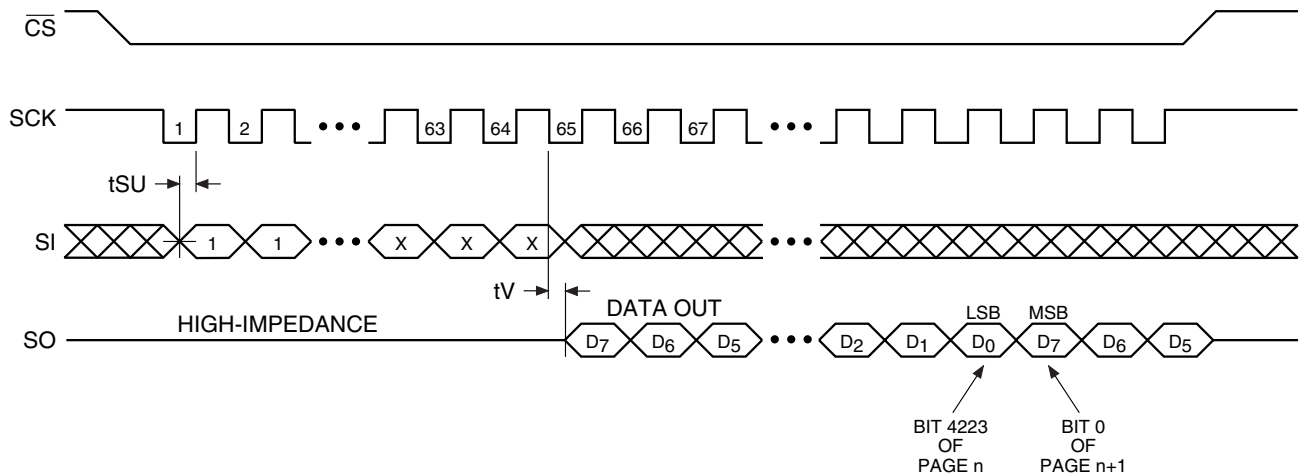 CS
SCK
1 2 ••• 63 64 65 66 67 •••
tSU
SI
1 1 ••• X X X •••
tV
HIGH-IMPEDANCE
DATA OUT
LSB MSB
SO
D7 D6 D5 ••• D2 D1 D0 D7 D6 D5
BIT 4223
OF
PAGE n
BIT 0
OF
PAGE n+1